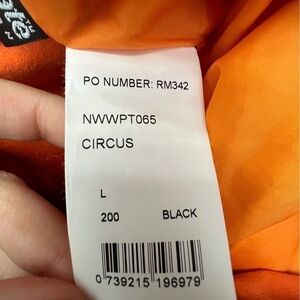 PO NUMBER: RM342
NWWPT065
CIRCUS
L
200 BLACK
0 739215 196979